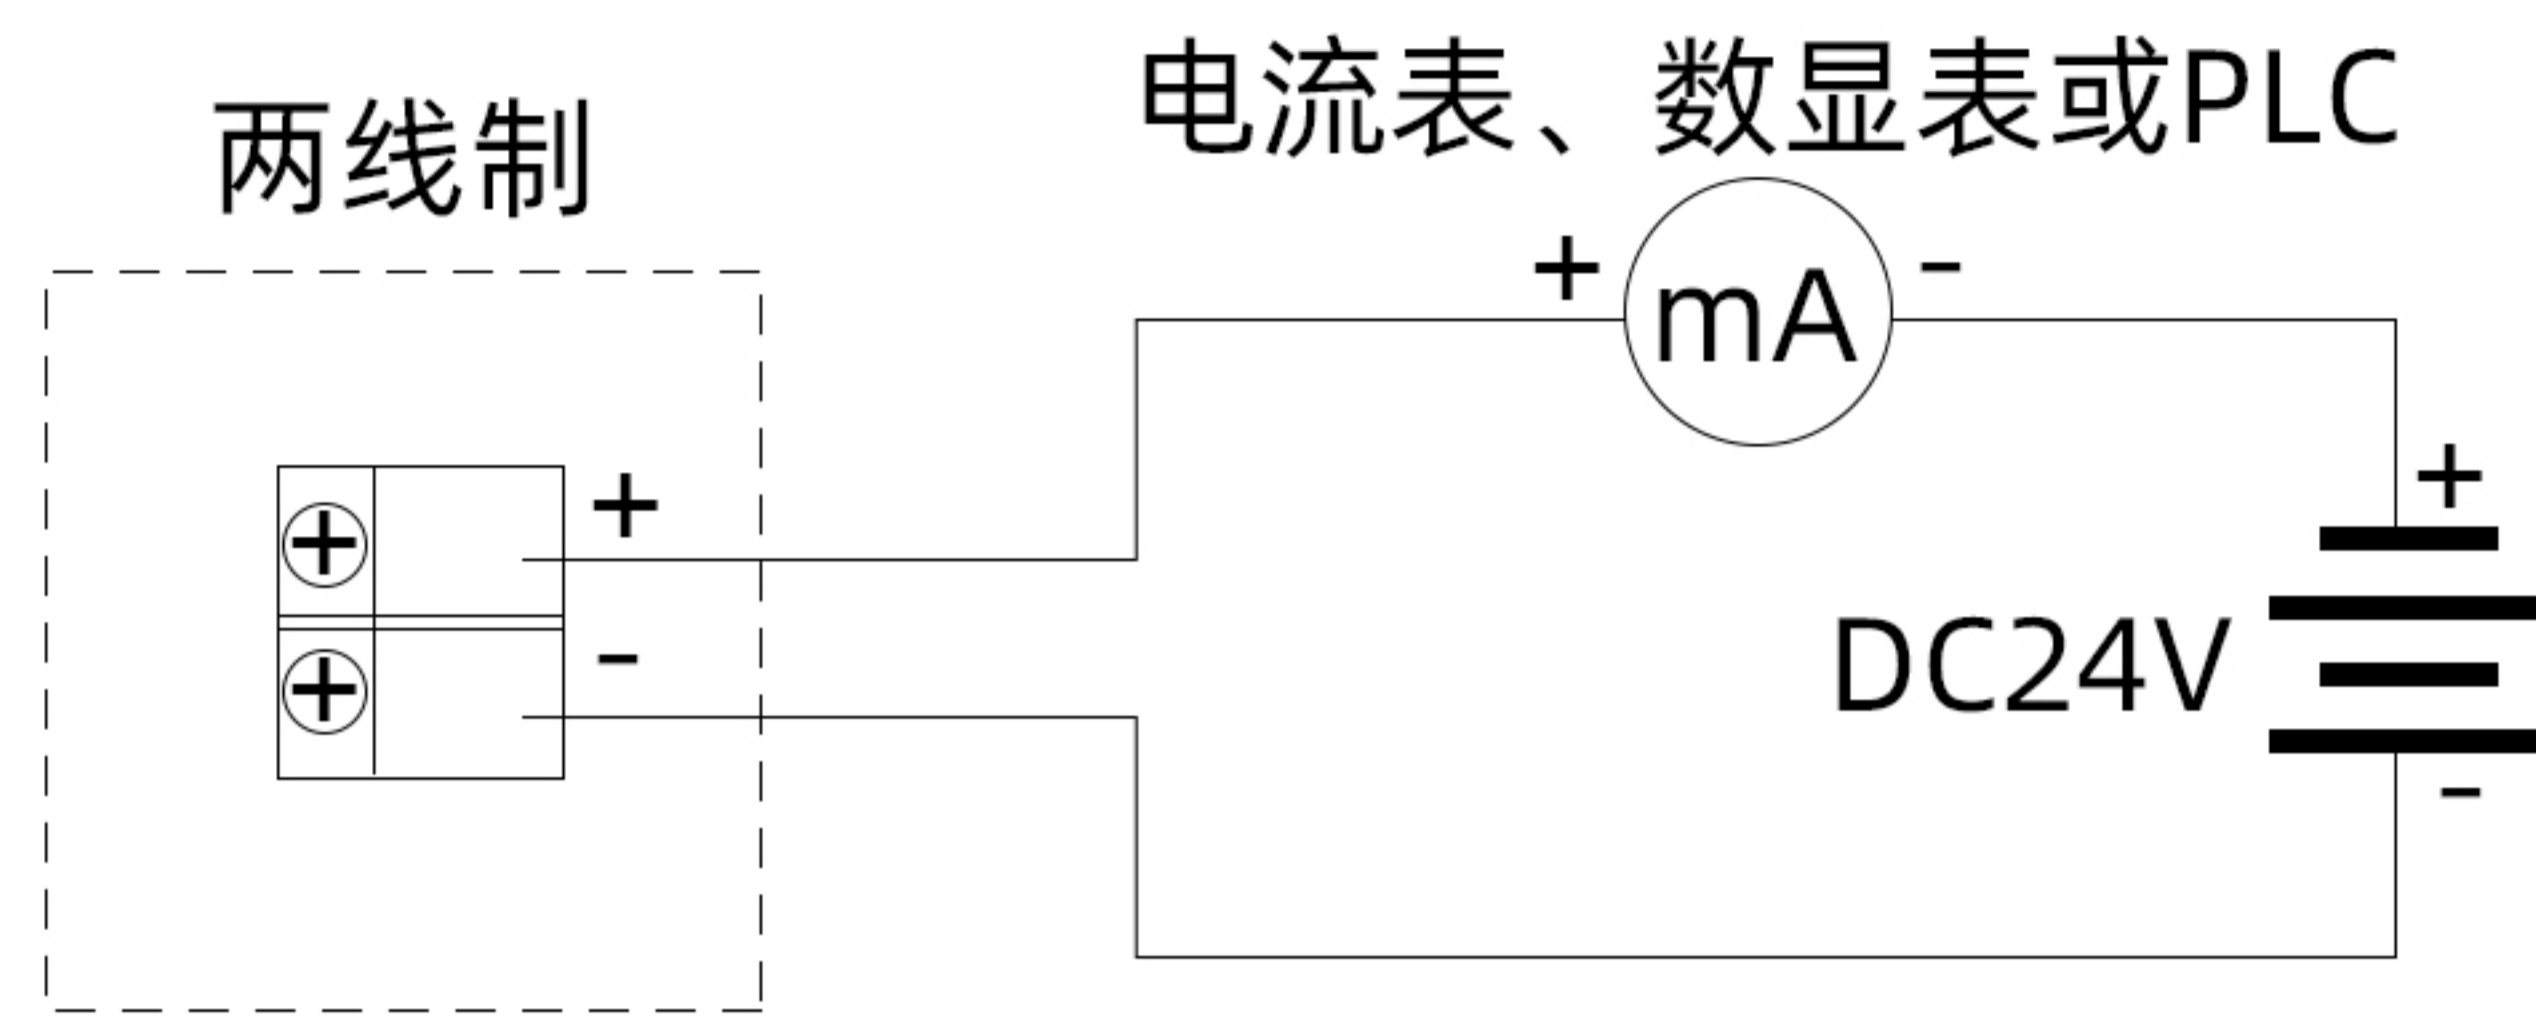 电流表、数显表或PLC
两线制
+ mA -
+
+
-
DC24V
-